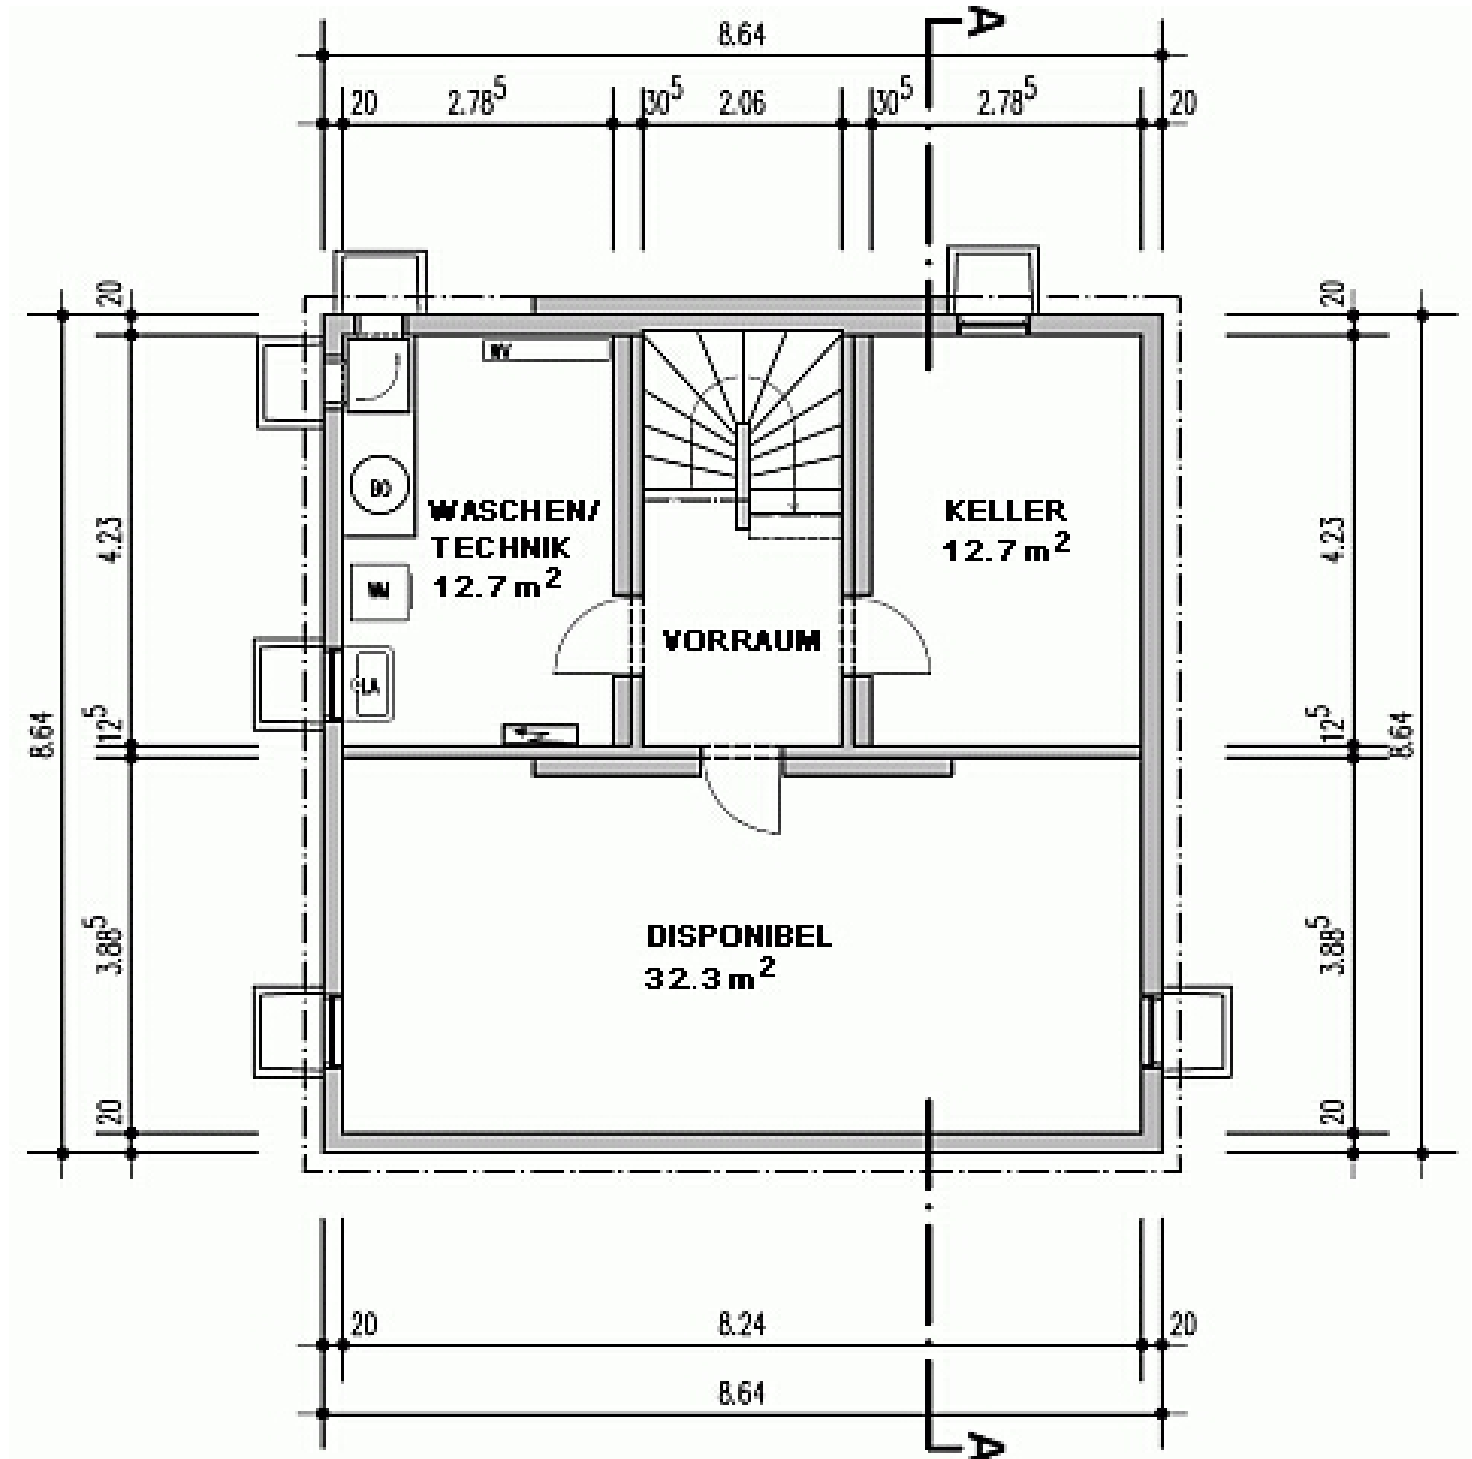 A
8.64
20 2.78⁵ 30⁵ 2.06 30⁵ 2.78⁵ 20
20
20
WV
4.23
BO
WASCHEN/
TECHNIK
12.7 m²
KELLER
12.7 m²
4.23
WM
VORRAUM
LA
8.64
12⁵
12⁵
8.64
3.88⁵
DISPONIBEL
32.3 m²
3.88⁵
20
20
20 8.24 20
8.64
A